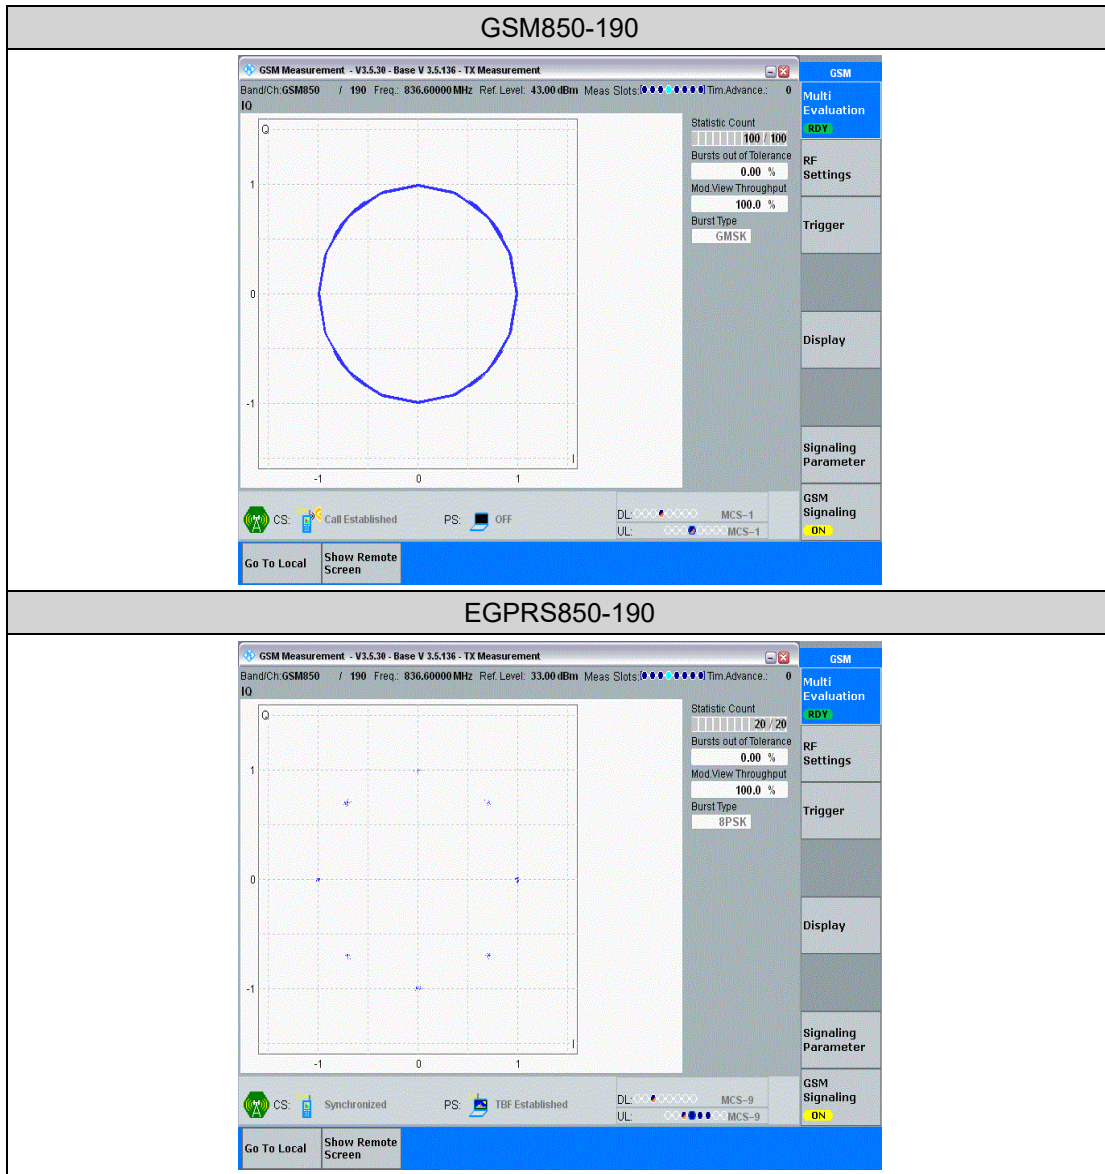 GSM850-190
GSM Measurement - V3.5.30 - Base V 3.5.136 - TX Measurement
GSM
Band/Ch:GSM850 / 190 Freq.: 836.60000 MHz Ref. Level: 43.00 dBm Meas Slots: Tim.Advance.: 0
IQ
Multi
Evaluation
RDY
Q
Statistic Count
100 / 100
Bursts out of Tolerance
0.00 %
Mod.View Throughput
100.0 %
Burst Type
GMSK
RF
Settings
Trigger
Display
Signaling
Parameter
GSM
Signaling
ON
1
0
-1
I
-1 0 1
CS: Call Established PS: OFF
DL: MCS-1
UL: MCS-1
Go To Local
Show Remote
Screen
EGPRS850-190
GSM Measurement - V3.5.30 - Base V 3.5.136 - TX Measurement
GSM
Band/Ch:GSM850 / 190 Freq.: 836.60000 MHz Ref. Level: 33.00 dBm Meas Slots: Tim.Advance.: 0
IQ
Multi
Evaluation
RDY
Q
Statistic Count
20 / 20
Bursts out of Tolerance
0.00 %
Mod.View Throughput
100.0 %
Burst Type
8PSK
RF
Settings
Trigger
Display
Signaling
Parameter
GSM
Signaling
ON
1
0
-1
I
-1 0 1
CS: Synchronized PS: TBF Established
DL: MCS-9
UL: MCS-9
Go To Local
Show Remote
Screen